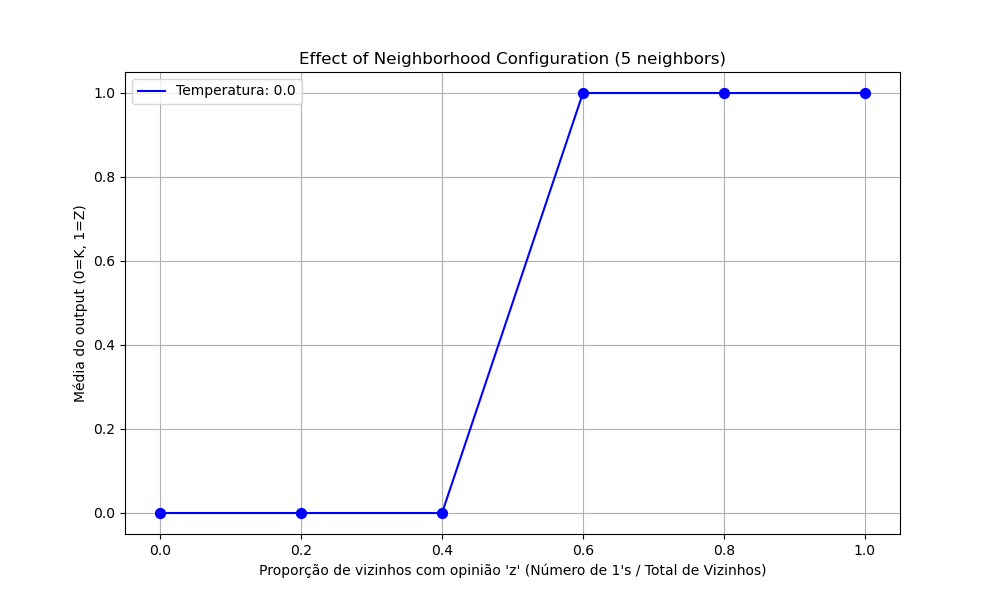 Effect of Neighborhood Configuration (5 neighbors)
Temperatura: 0.0
Média do output (0=K, 1=Z)
1.0
0.8
0.6
0.4
0.2
0.0
0.0 0.2 0.4 0.6 0.8 1.0
Proporção de vizinhos com opinião 'z' (Número de 1's / Total de Vizinhos)